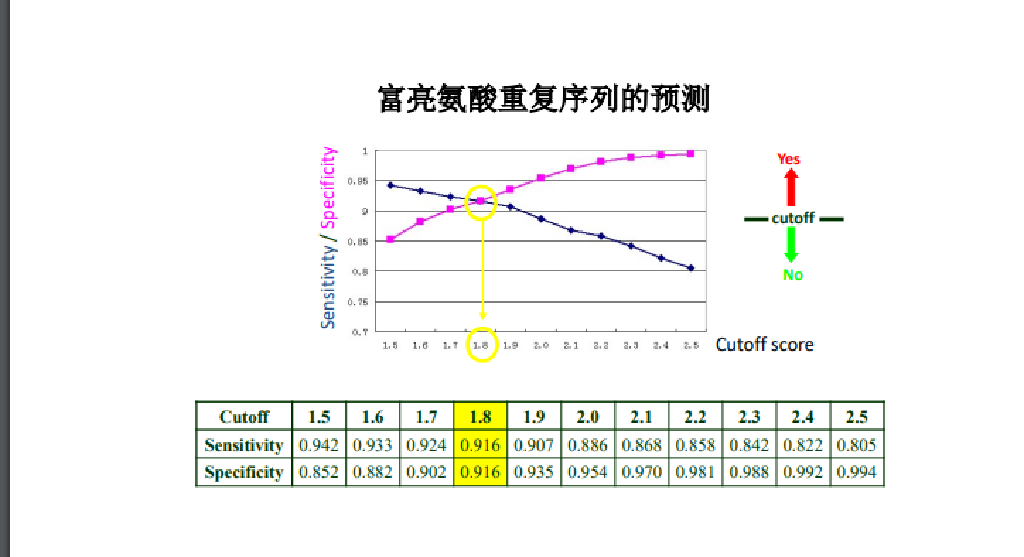 富亮氨酸重复序列的预测
Sensitivity / Specificity
1
0.95
0.9
0.85
0.8
0.75
0.7
1.5 1.6 1.7 1.8 1.9 2.0 2.1 2.2 2.3 2.4 2.5
Cutoff score
Yes
cutoff
No
Cutoff 1.5 1.6 1.7 1.8 1.9 2.0 2.1 2.2 2.3 2.4 2.5
Sensitivity 0.942 0.933 0.924 0.916 0.907 0.886 0.868 0.858 0.842 0.822 0.805
Specificity 0.852 0.882 0.902 0.916 0.935 0.954 0.970 0.981 0.988 0.992 0.994